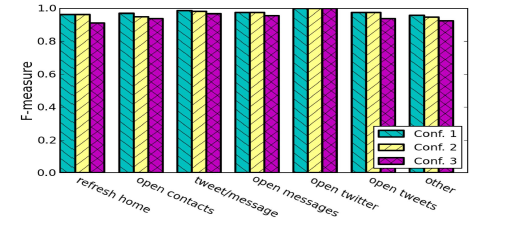 F-measure
1.0
0.8
0.6
0.4
0.2
0.0
Conf. 1
Conf. 2
Conf. 3
refresh home
open contacts
tweet/message
open messages
open twitter
open tweets
other